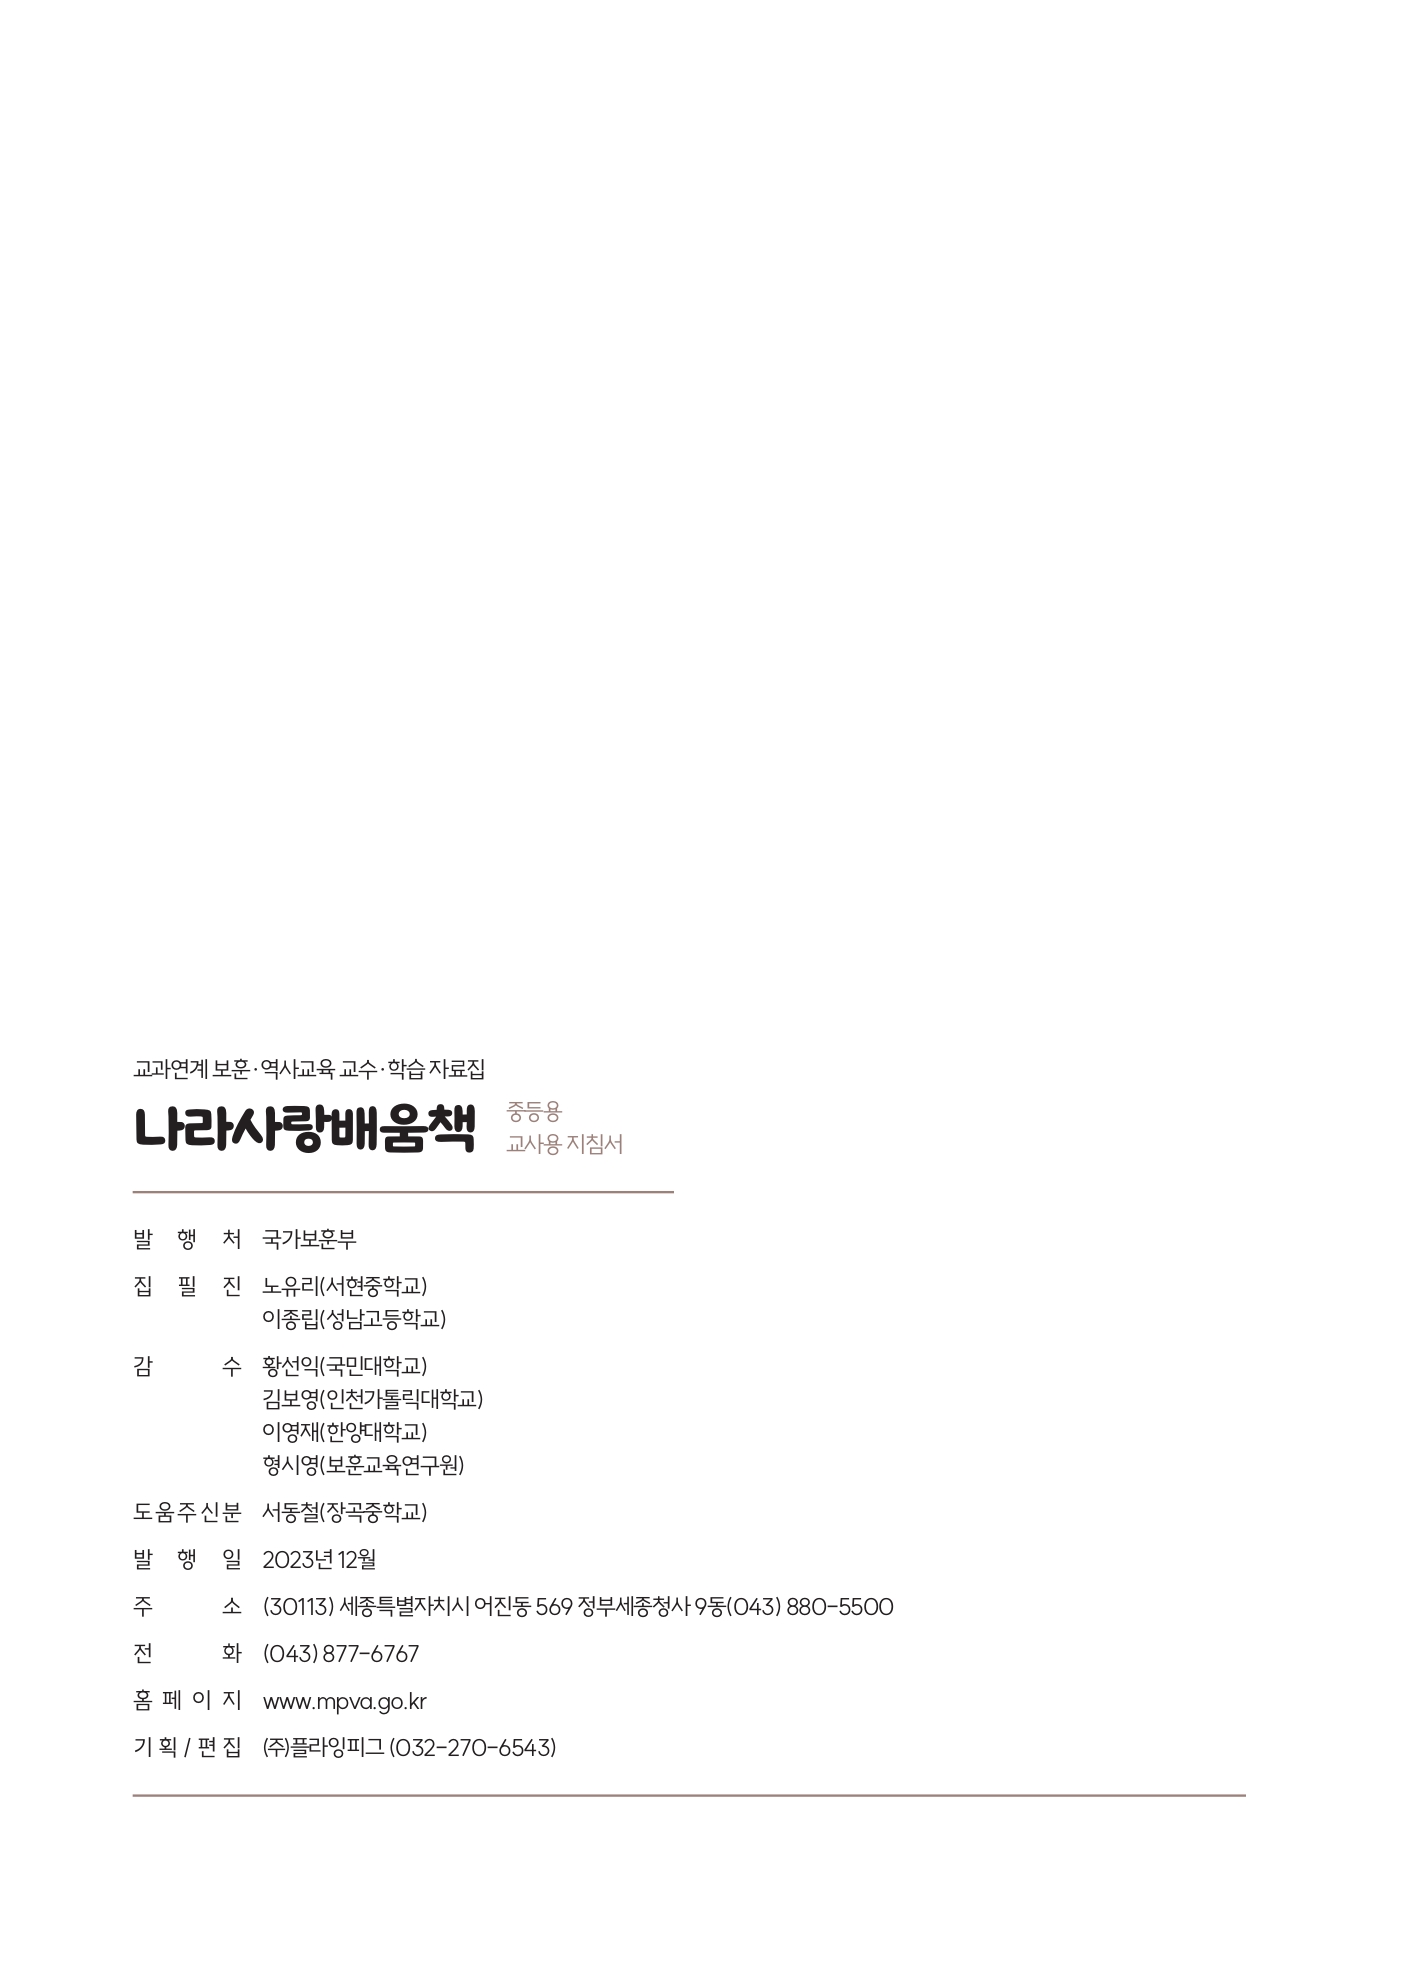 교과연계 보훈·역사교육 교수·학습 자료집
나라사랑배움책
중등용
교사용 지침서
발행처 국가보훈부
집필진 노유리(서현중학교)
이종립(성남고등학교)
감수 황선익(국민대학교)
김보영(인천가톨릭대학교)
이영재(한양대학교)
형시영(보훈교육연구원)
도움주신분 서동철(장곡중학교)
발행일 2023년 12월
주소 (30113) 세종특별자치시 어진동 569 정부세종청사 9동(043) 880-5500
전화 (043) 877-6767
홈페이지 www.mpva.go.kr
기획/편집 ㈜플라잉피그 (032-270-6543)